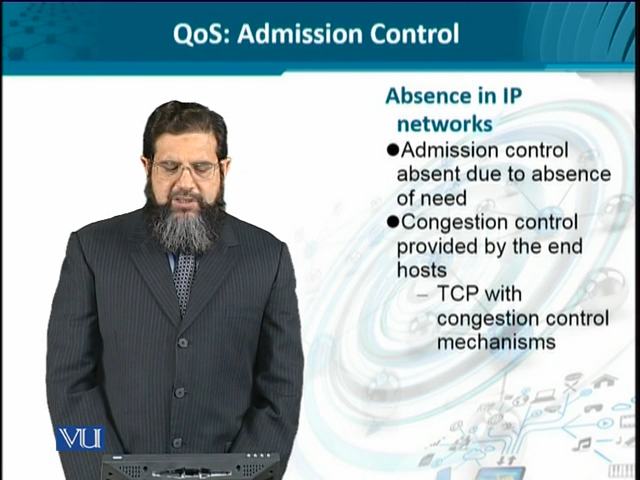 QoS: Admission Control
Absence in IP
networks
●Admission control
absent due to absence
of need
●Congestion control
provided by the end
hosts
– TCP with
congestion control
mechanisms
VU